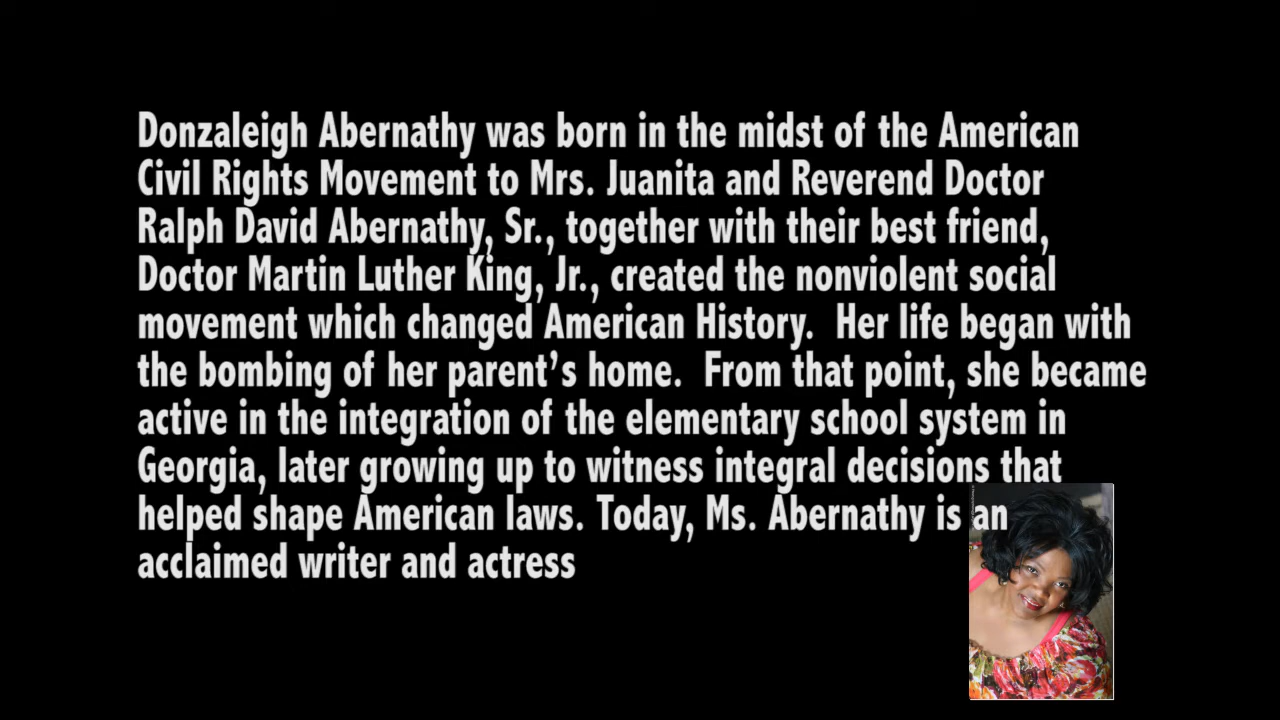 Donzaleigh Abernathy was born in the midst of the American
Civil Rights Movement to Mrs. Juanita and Reverend Doctor
Ralph David Abernathy, Sr., together with their best friend,
Doctor Martin Luther King, Jr., created the nonviolent social
movement which changed American History.  Her life began with
the bombing of her parent’s home.  From that point, she became
active in the integration of the elementary school system in
Georgia, later growing up to witness integral decisions that
helped shape American laws. Today, Ms. Abernathy is an
acclaimed writer and actress